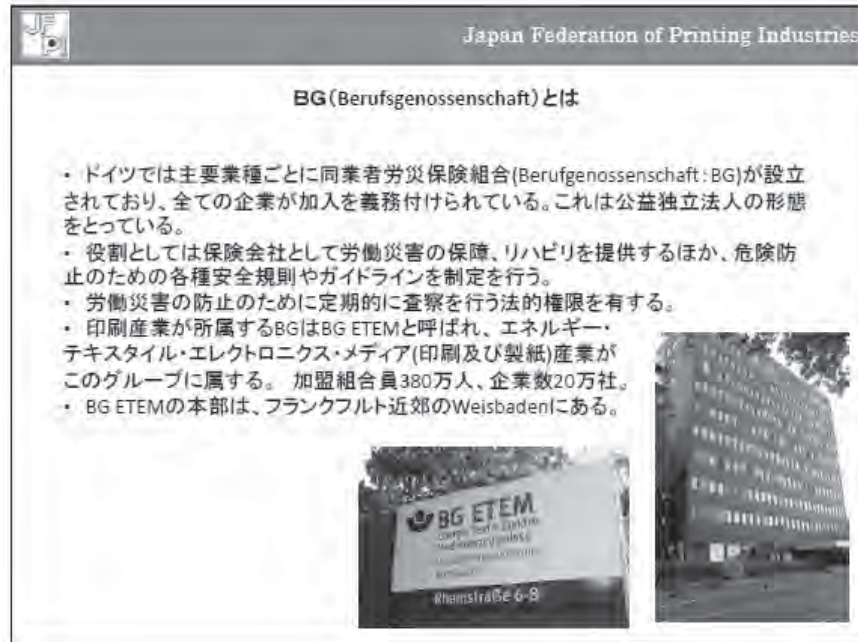 JF
PI
Japan Federation of Printing Industries
BG(Berufsgenossenschaft)とは
・ ドイツでは主要業種ごとに同業者労災保険組合(Berufgenossenschaft:BG)が設立
されており、全ての企業が加入を義務付けられている。これは公益独立法人の形態
をとっている。
・ 役割としては保険会社として労働災害の保障、リハビリを提供するほか、危険防
止のための各種安全規則やガイドラインを制定を行う。
・ 労働災害の防止のために定期的に査察を行う法的権限を有する。
・ 印刷産業が所属するBGはBG ETEMと呼ばれ、エネルギー・
テキスタイル・エレクトロニクス・メディア(印刷及び製紙)産業が
このグループに属する。 加盟組合員380万人、企業数20万社。
・ BG ETEMの本部は、フランクフルト近郊のWeisbadenにある。
BG ETEM
Energie Textil Elektro
Medienerzeugnisse
Rheinstraße 6-8